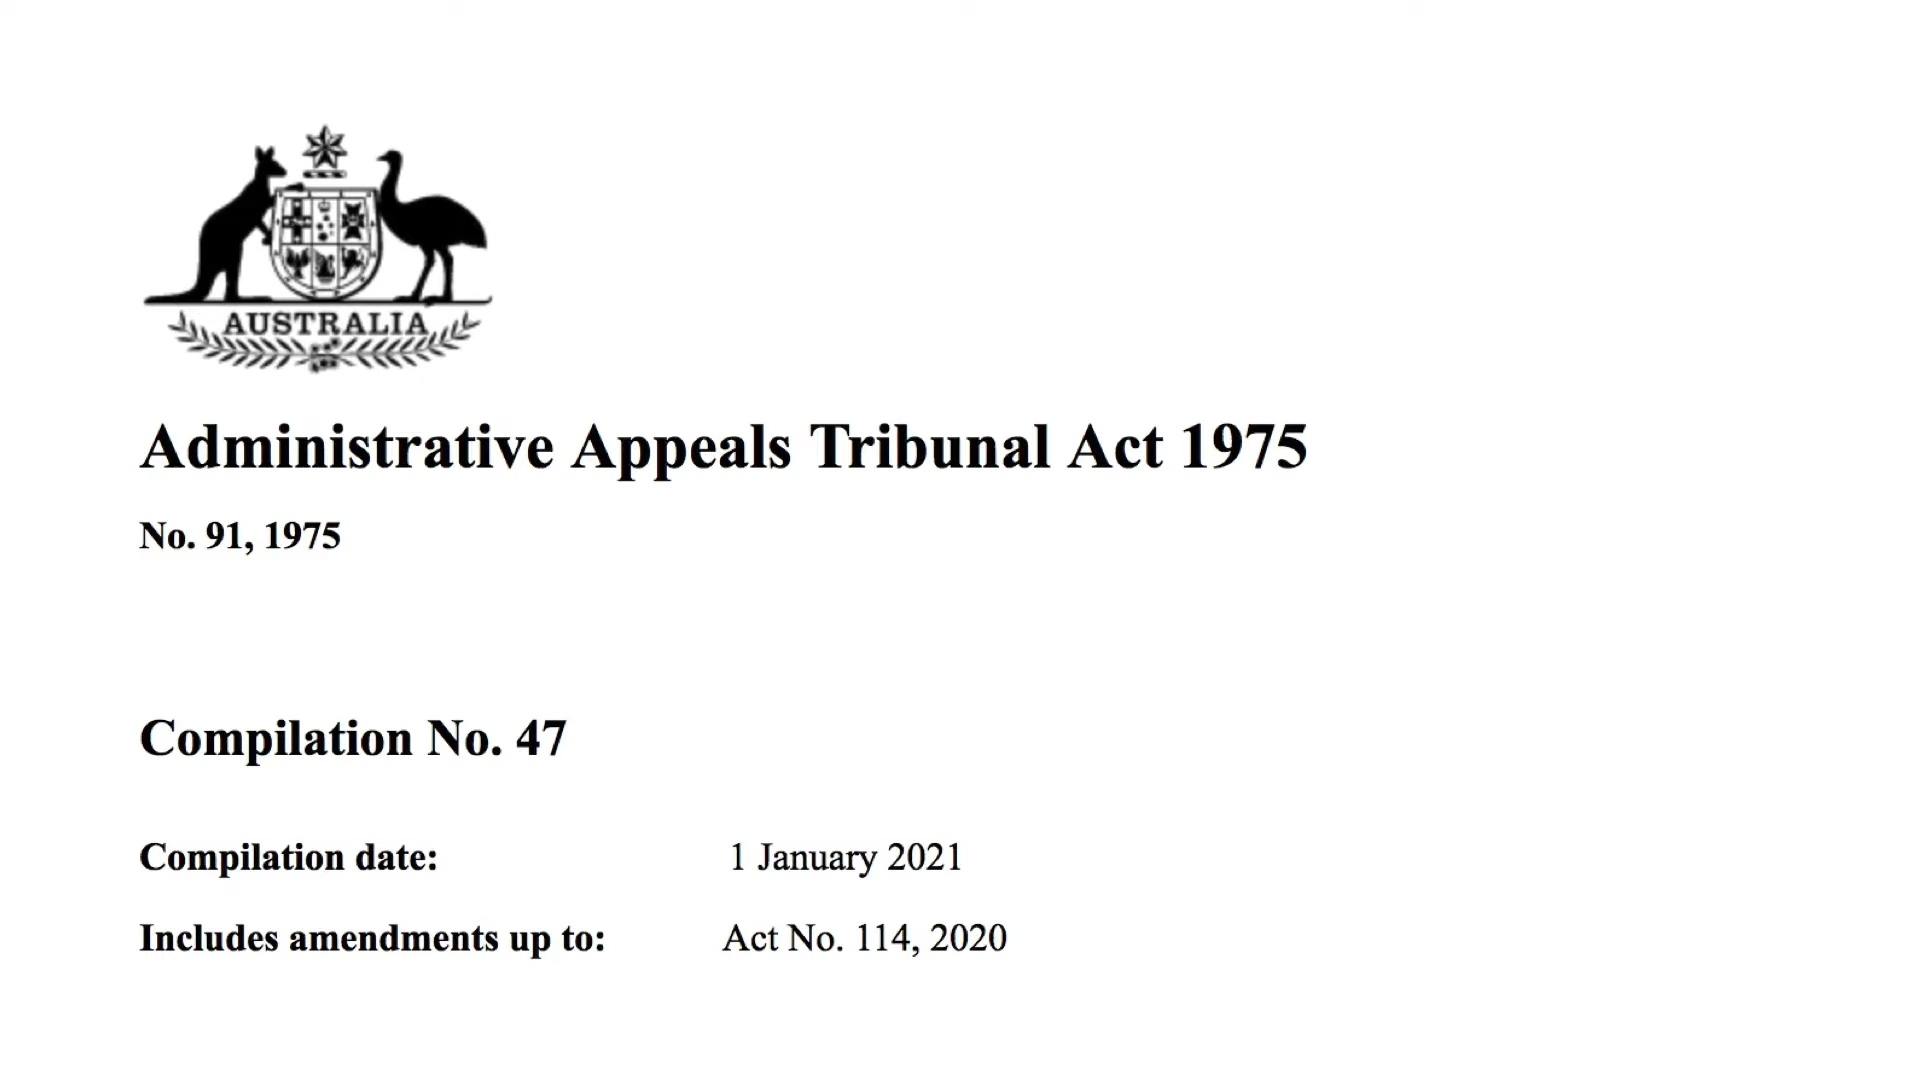 AUSTRALIA
Administrative Appeals Tribunal Act 1975
No. 91, 1975
Compilation No. 47
Compilation date: 1 January 2021
Includes amendments up to: Act No. 114, 2020